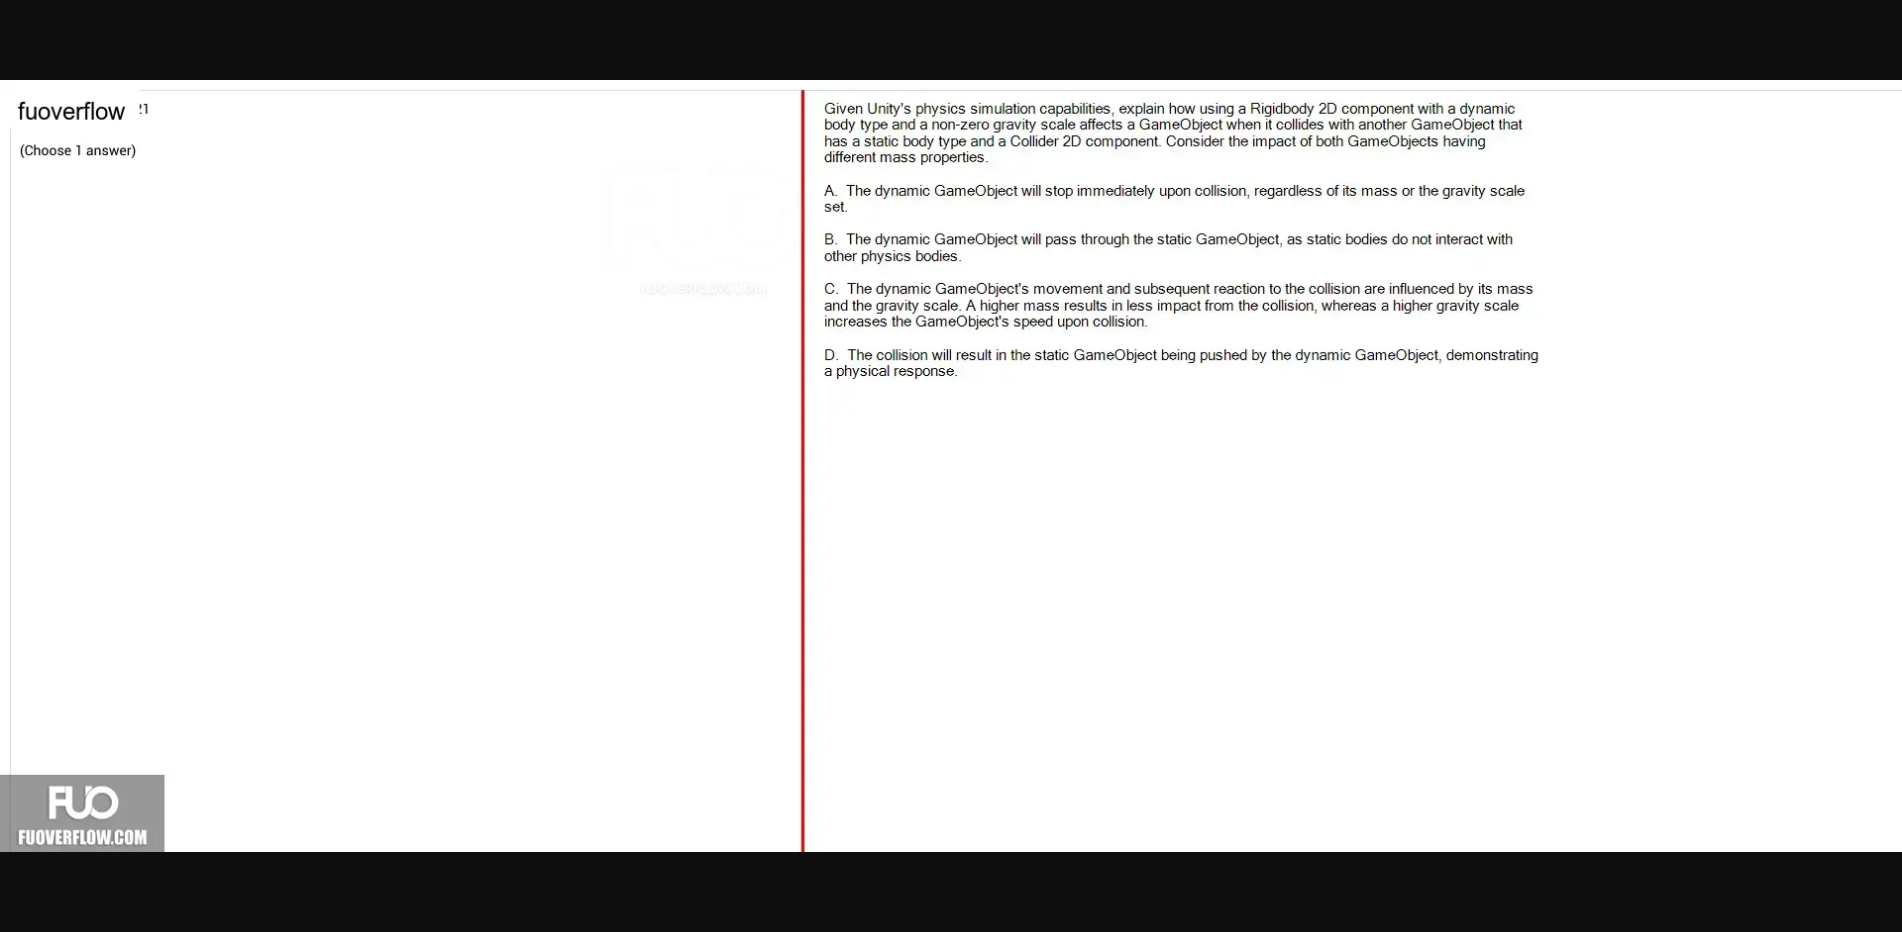 fuoverflow 21
(Choose 1 answer)
Given Unity's physics simulation capabilities, explain how using a Rigidbody 2D component with a dynamic
body type and a non-zero gravity scale affects a GameObject when it collides with another GameObject that
has a static body type and a Collider 2D component. Consider the impact of both GameObjects having
different mass properties.
A. The dynamic GameObject will stop immediately upon collision, regardless of its mass or the gravity scale
set.
B. The dynamic GameObject will pass through the static GameObject, as static bodies do not interact with
other physics bodies.
C. The dynamic GameObject's movement and subsequent reaction to the collision are influenced by its mass
and the gravity scale. A higher mass results in less impact from the collision, whereas a higher gravity scale
increases the GameObject's speed upon collision.
D. The collision will result in the static GameObject being pushed by the dynamic GameObject, demonstrating
a physical response.
FUO
FUOVERFLOW.COM
FUO
FUOVERFLOW.COM